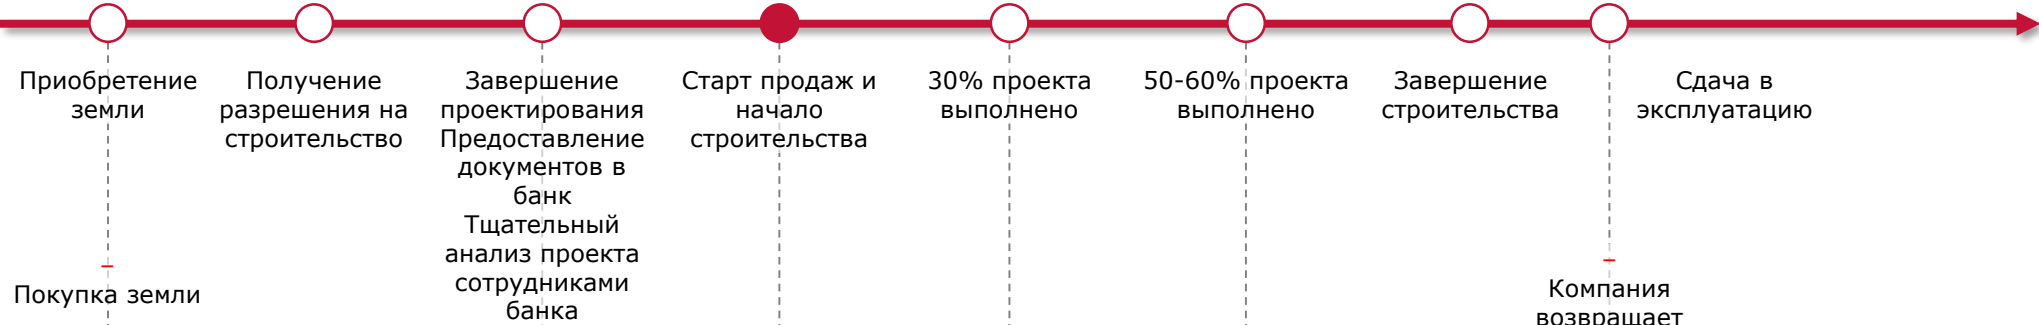 Приобретение
земли
Получение
разрешения на
строительство
Завершение
проектирования
Предоставление
документов в
банк
Тщательный
анализ проекта
сотрудниками
банка
Старт продаж и
начало
строительства
30% проекта
выполнено
50-60% проекта
выполнено
Завершение
строительства
Сдача в
эксплуатацию
–
Покупка земли
–
Компания
возвращает